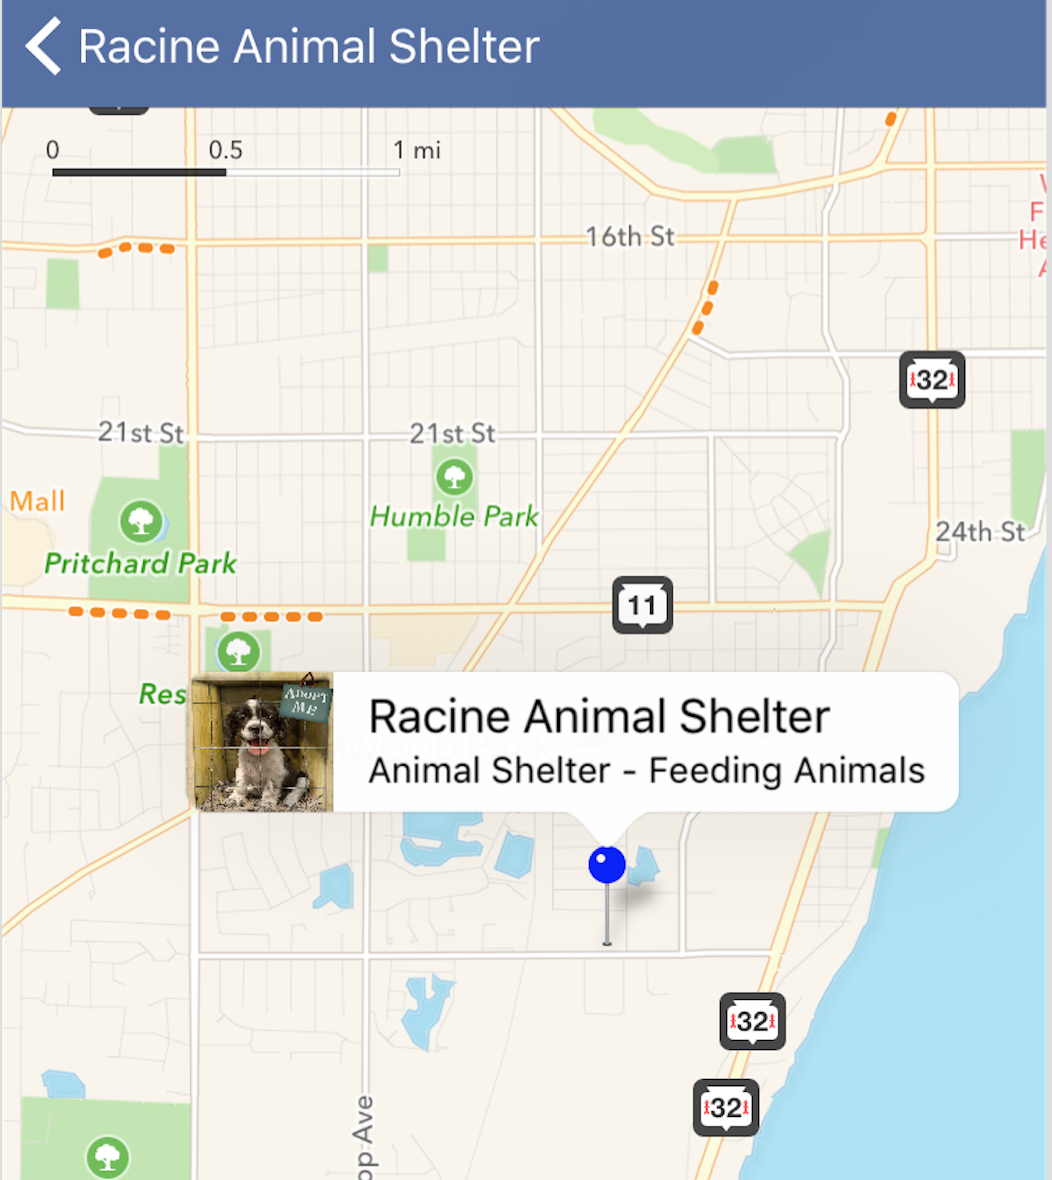 Racine Animal Shelter
0 0.5 1 mi
16th St
32
21st St 21st St
Mall
Humble Park
24th St
Pritchard Park
11
Res
ADOPT
ME
Racine Animal Shelter
Animal Shelter - Feeding Animals
32
32
op Ave